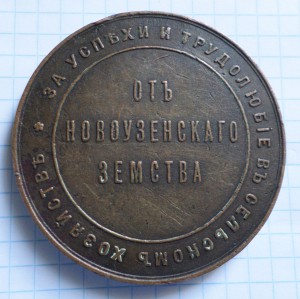 ЗА УСПѢХИ И ТРУДОЛЮБІЕ ВЪ СЕЛЬСКОМЪ ХОЗЯЙСТВѢ
ОТЪ
НОВОУЗЕНСКАГО
ЗЕМСТВА